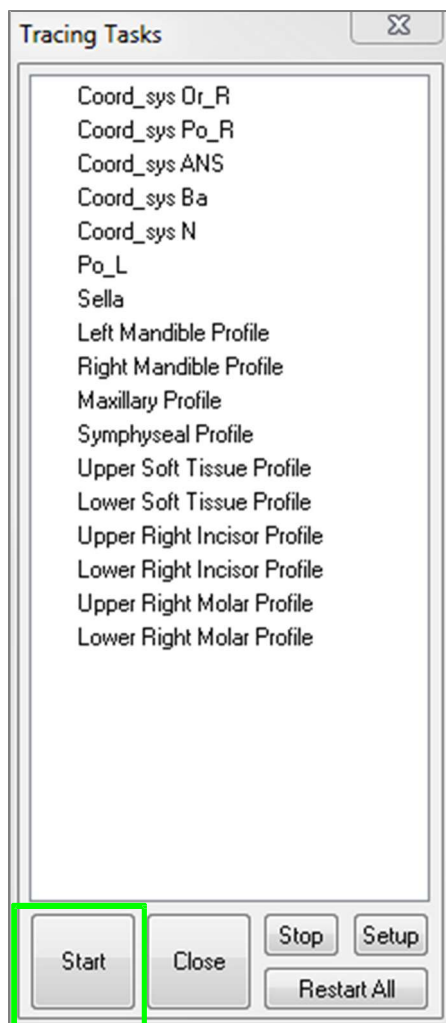 Tracing Tasks
Coord_sys Or_R
Coord_sys Po_R
Coord_sys ANS
Coord_sys Ba
Coord_sys N
Po_L
Sella
Left Mandible Profile
Right Mandible Profile
Maxillary Profile
Symphyseal Profile
Upper Soft Tissue Profile
Lower Soft Tissue Profile
Upper Right Incisor Profile
Lower Right Incisor Profile
Upper Right Molar Profile
Lower Right Molar Profile
Start
Close
Stop
Setup
Restart All